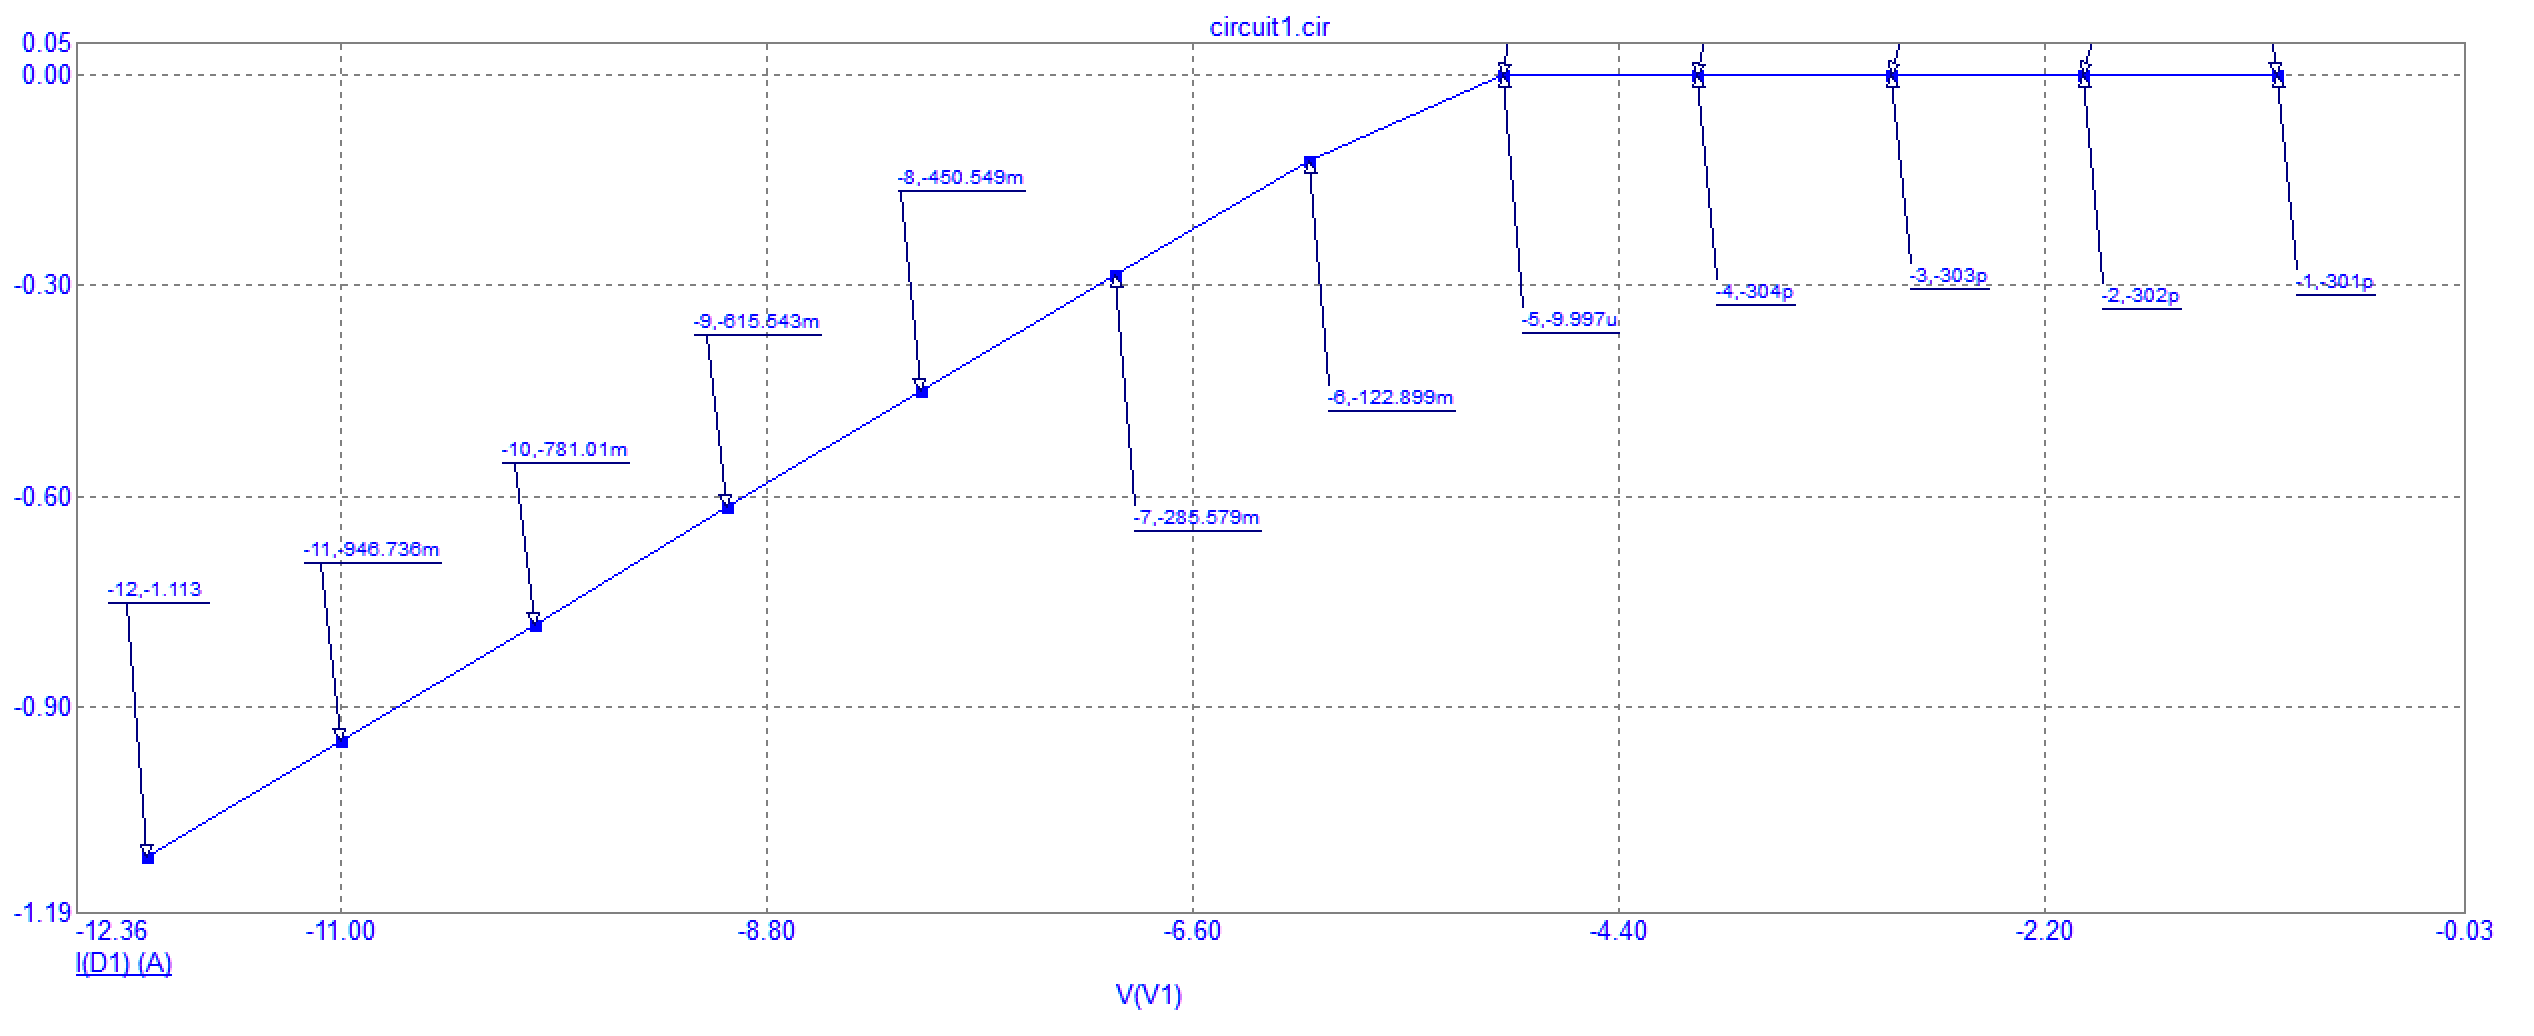 circuit1.cir
0.05
0.00
-8,-450.549m
-0.30
-3,-303p
-1,-301p
-4,-304p
-2,-302p
-9,-615.543m
-5,-9.997u
-6,-122.899m
-10,-781.01m
-0.60
-7,-285.579m
-11,-946.736m
-12,-1.113
-0.90
-1.19
-12.36
-11.00
-8.80
-6.60
-4.40
-2.20
-0.03
I(D1) (A)
V(V1)